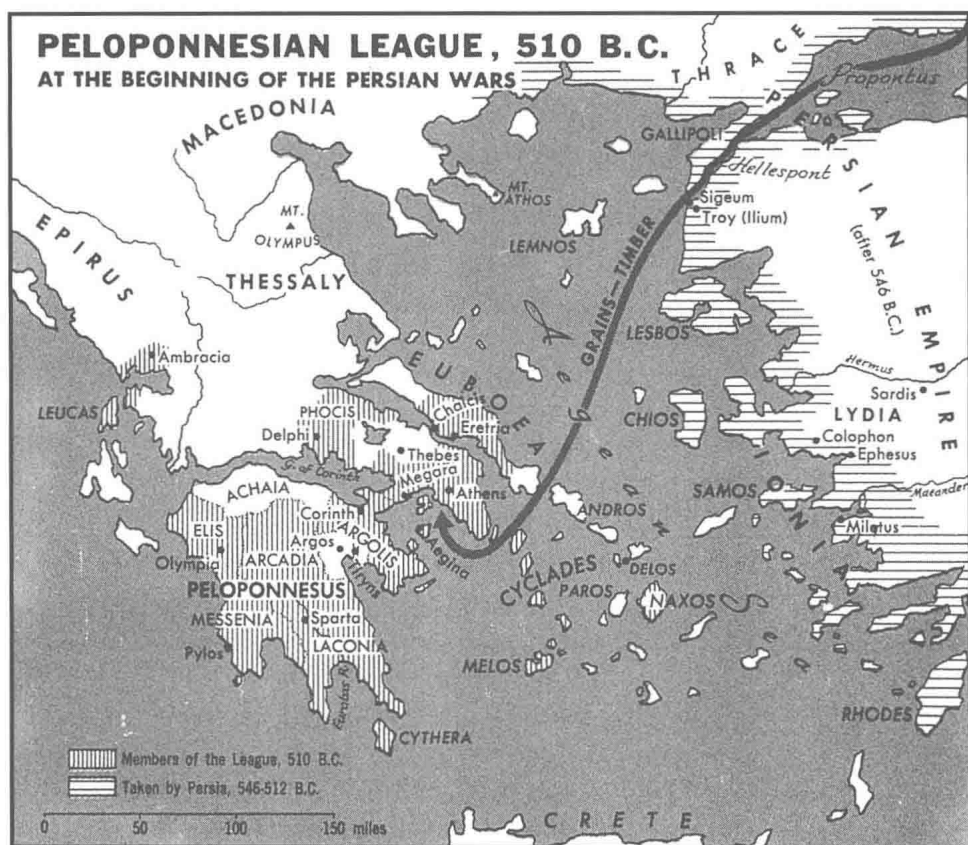 PELOPONNESIAN LEAGUE, 510 B.C.
AT THE BEGINNING OF THE PERSIAN WARS
THRACE
Propontus
MACEDONIA
GALLIPOLI
PERSIAN EMPIRE
(after 546 B.C.)
Hellespont
MT. ATHOS
Sigeum
Troy (Ilium)
MT.
OLYMPUS
LEMNOS
EPIRUS
THESSALY
GRAINS—TIMBER
Aegean Sea
LESBOS
Ambracia
EUBOEA
Hermus
Sardis
LEUCAS
PHOCIS
Chalcis
Eretria
CHIOS
LYDIA
Delphi
Thebes
Colophon
Ephesus
G. of Corinth
Megara
Athens
IONIA
ACHAIA
SAMOS
Maeander
Corinth
ANDROS
ELIS
ARGOLIS
Miletus
Argos
Aegina
Olympia
ARCADIA
Tiryns
CYCLADES
DELOS
PELOPONNESUS
PAROS
NAXOS
MESSENIA
Sparta
LACONIA
Pylos
MELOS
Eurotas R.
RHODES
CYTHERA
Members of the League, 510 B.C.
Taken by Persia, 546-512 B.C.
0 50 100 150 miles
CRETE